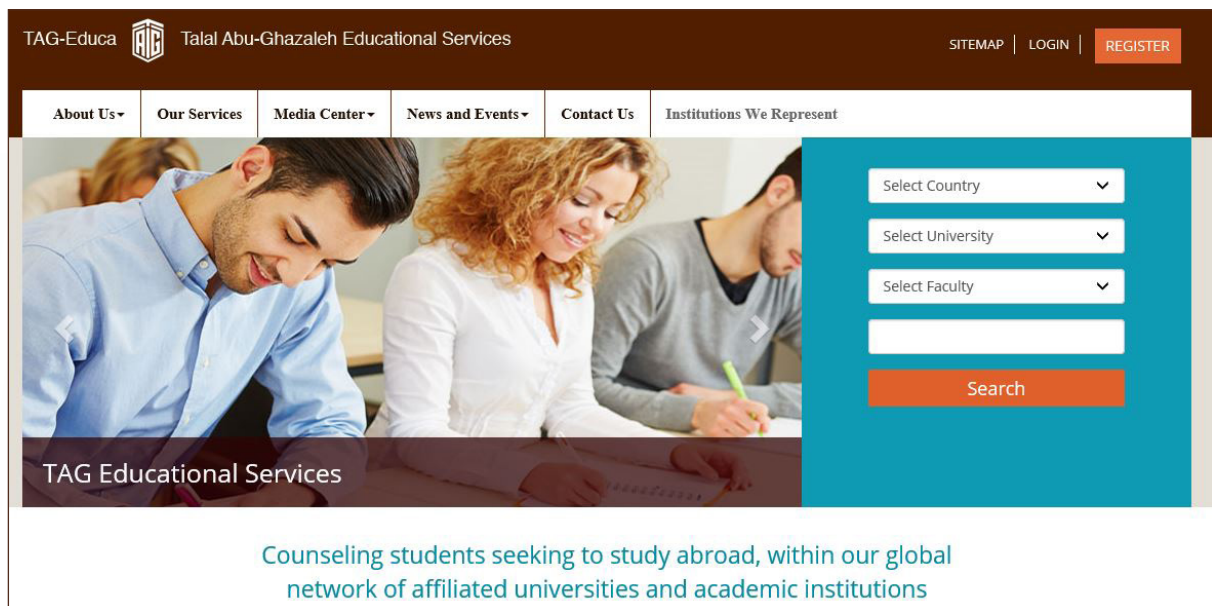 TAG-Educa TAG Talal Abu-Ghazaleh Educational Services
SITEMAP | LOGIN | REGISTER
About Us Our Services Media Center News and Events Contact Us Institutions We Represent
Select Country
Select University
Select Faculty
Search
TAG Educational Services
Counseling students seeking to study abroad, within our global
network of affiliated universities and academic institutions